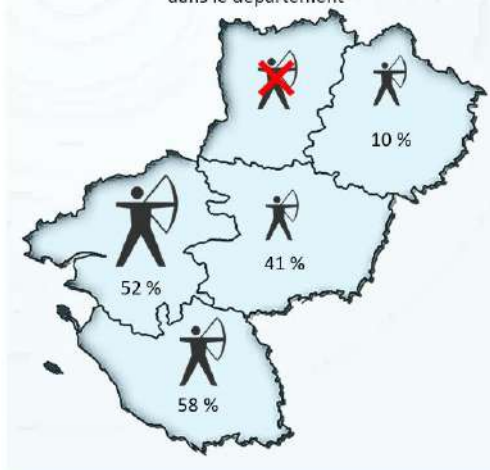 dans le département
10 %
41 %
52 %
58 %